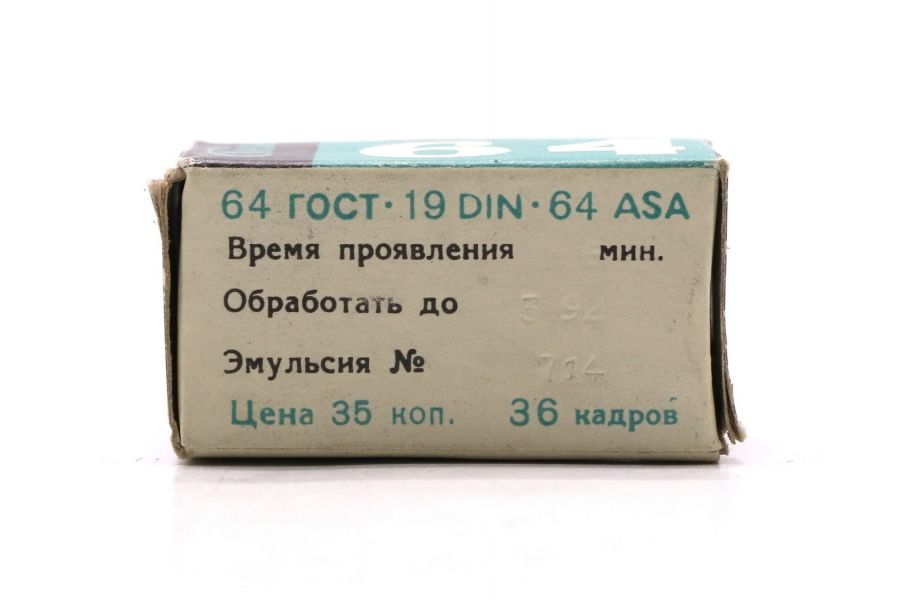 64
64 ГОСТ · 19 DIN · 64 ASA
Время проявления мин.
Обработать до 3 94
Эмульсия № 714
Цена 35 коп. 36 кадров